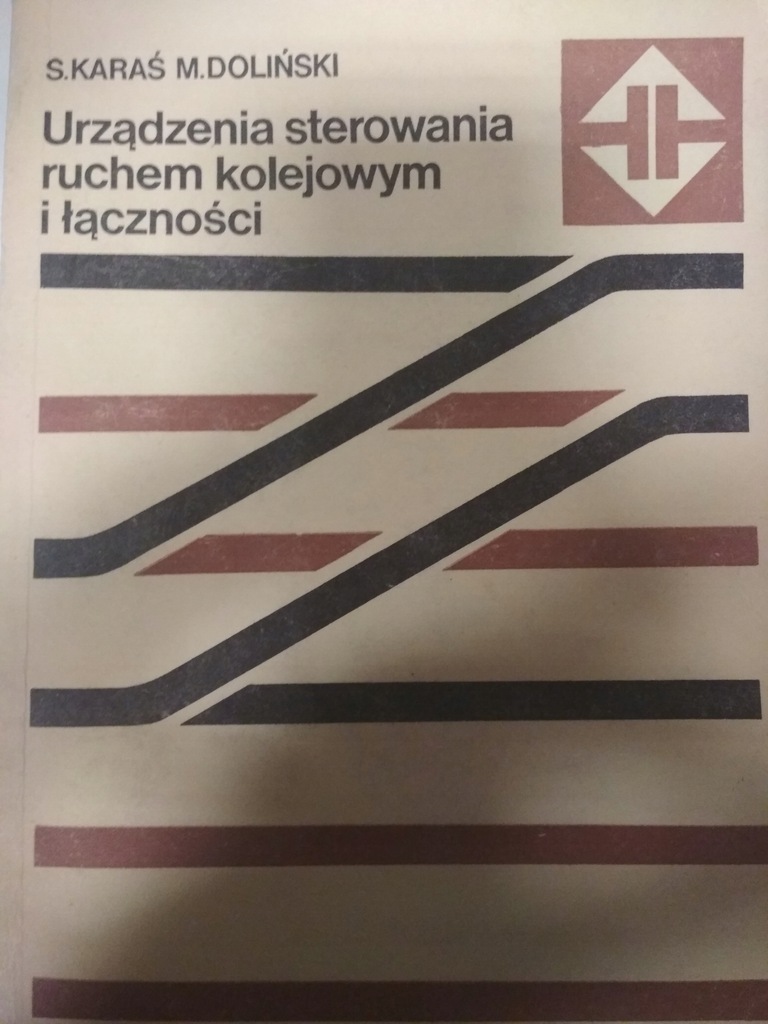 S.KARAŚ M.DOLIŃSKI
Urządzenia sterowania
ruchem kolejowym
i łączności